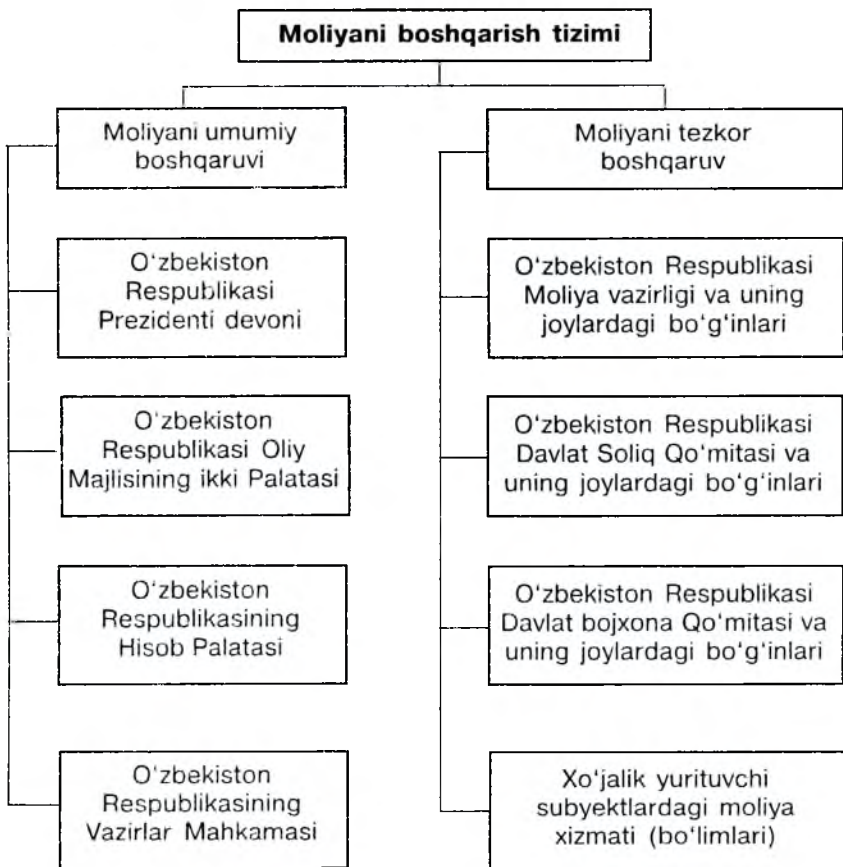 Moliyani boshqarish tizimi
Moliyani umumiy
boshqaruvi
O‘zbekiston
Respublikasi
Prezidenti devoni
O‘zbekiston
Respublikasi Oliy
Majlisining ikki Palatasi
O‘zbekiston
Respublikasining
Hisob Palatasi
O‘zbekiston
Respublikasining
Vazirlar Mahkamasi
Moliyani tezkor
boshqaruv
O‘zbekiston Respublikasi
Moliya vazirligi va uning
joylardagi bo‘g‘inlari
O‘zbekiston Respublikasi
Davlat Soliq Qo‘mitasi va
uning joylardagi bo‘g‘inlari
O‘zbekiston Respublikasi
Davlat bojxona Qo‘mitasi va
uning joylardagi bo‘g‘inlari
Xo‘jalik yurituvchi
subyektlardagi moliya
xizmati (bo‘limlari)